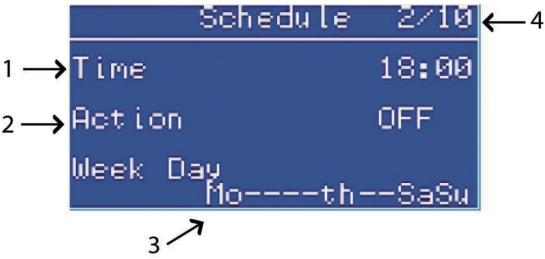 Schedule 2/10 4
1 Time 18:00
2 Action OFF
Week Day
Mo----th--SaSu
3